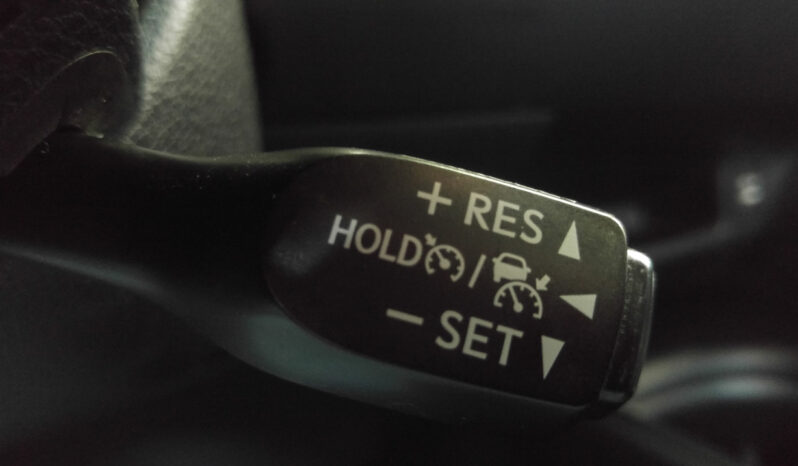 + RES ▲
HOLD / ◀
− SET ▼